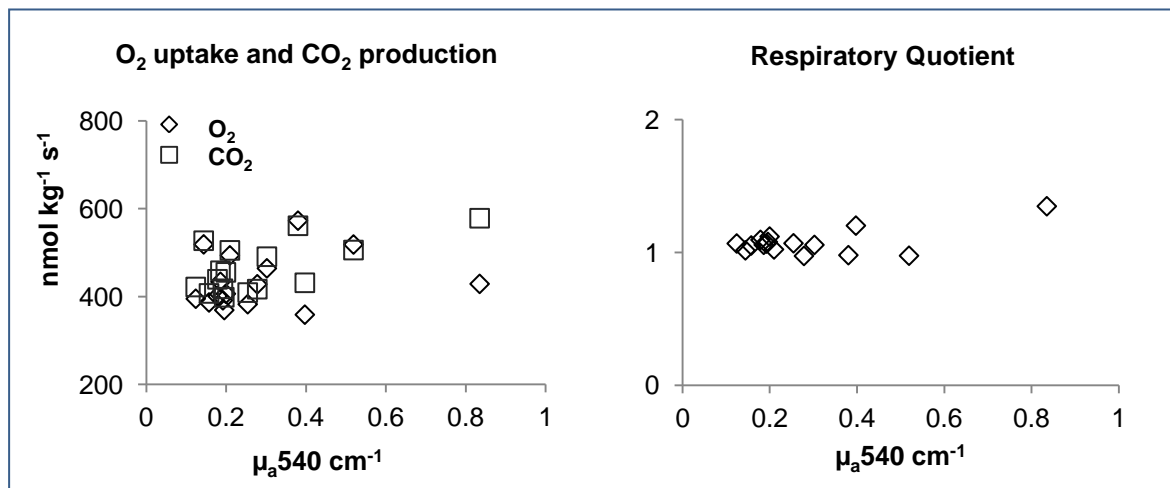 O₂ uptake and CO₂ production
nmol kg⁻¹ s⁻¹
800
600
400
200
O₂
CO₂
0 0.2 0.4 0.6 0.8 1
µₐ540 cm⁻¹
Respiratory Quotient
2
1
0
0 0.2 0.4 0.6 0.8 1
µₐ540 cm⁻¹